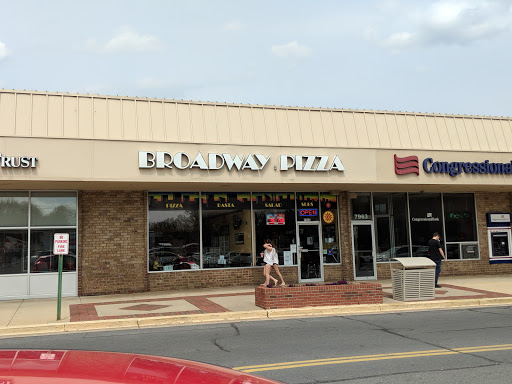 TRUST
BROADWAY PIZZA
Congressional
PIZZA PASTA SALAD SUBS
OPEN
7963
NO
PARKING
FIRE
LANE